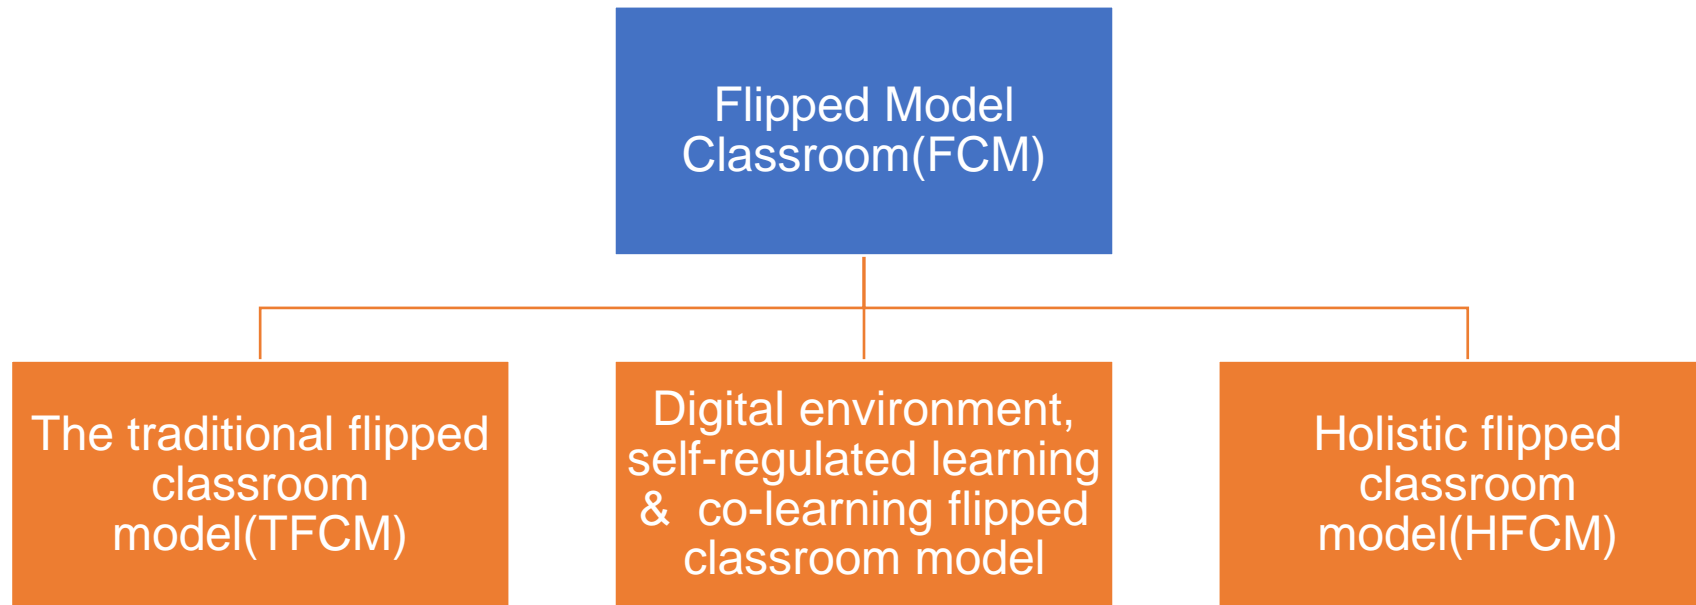 Flipped Model
Classroom(FCM)
The traditional flipped
classroom
model(TFCM)
Digital environment,
self-regulated learning
&  co-learning flipped
classroom model
Holistic flipped
classroom
model(HFCM)